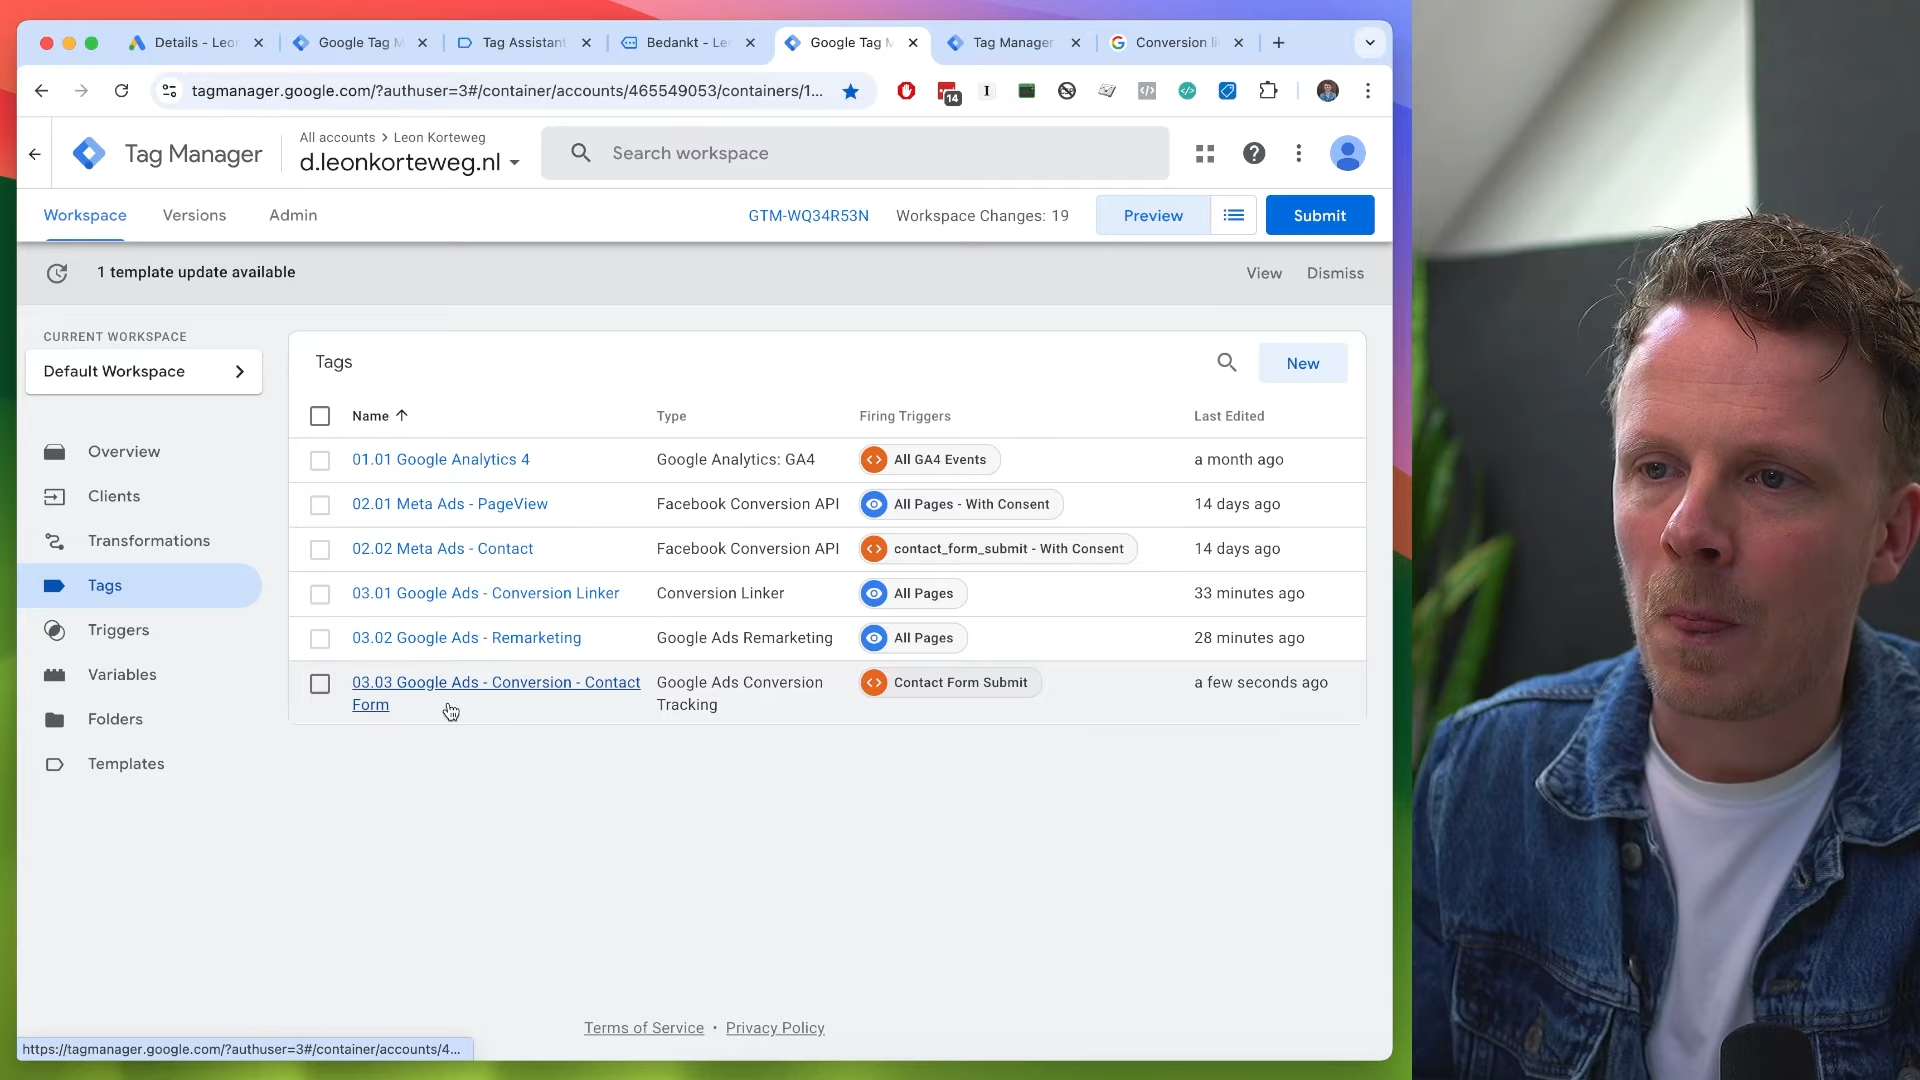 Details - Leon
Google Tag M
Tag Assistant
Bedankt - Le
Google Tag M
Tag Manager
Conversion li
tagmanager.google.com/?authuser=3#/container/accounts/465549053/containers/1...
14
Tag Manager
All accounts > Leon Korteweg
d.leonkorteweg.nl
Search workspace
Workspace
Versions
Admin
GTM-WQ34R53N
Workspace Changes: 19
Preview
Submit
1 template update available
View
Dismiss
CURRENT WORKSPACE
Default Workspace
Overview
Clients
Transformations
Tags
Triggers
Variables
Folders
Templates
Tags
New
Name Type Firing Triggers Last Edited
01.01 Google Analytics 4 Google Analytics: GA4 All GA4 Events a month ago
02.01 Meta Ads - PageView Facebook Conversion API All Pages - With Consent 14 days ago
02.02 Meta Ads - Contact Facebook Conversion API contact_form_submit - With Consent 14 days ago
03.01 Google Ads - Conversion Linker Conversion Linker All Pages 33 minutes ago
03.02 Google Ads - Remarketing Google Ads Remarketing All Pages 28 minutes ago
03.03 Google Ads - Conversion - Contact Google Ads Conversion Contact Form Submit a few seconds ago
Form Tracking
Terms of Service • Privacy Policy
https://tagmanager.google.com/?authuser=3#/container/accounts/4...